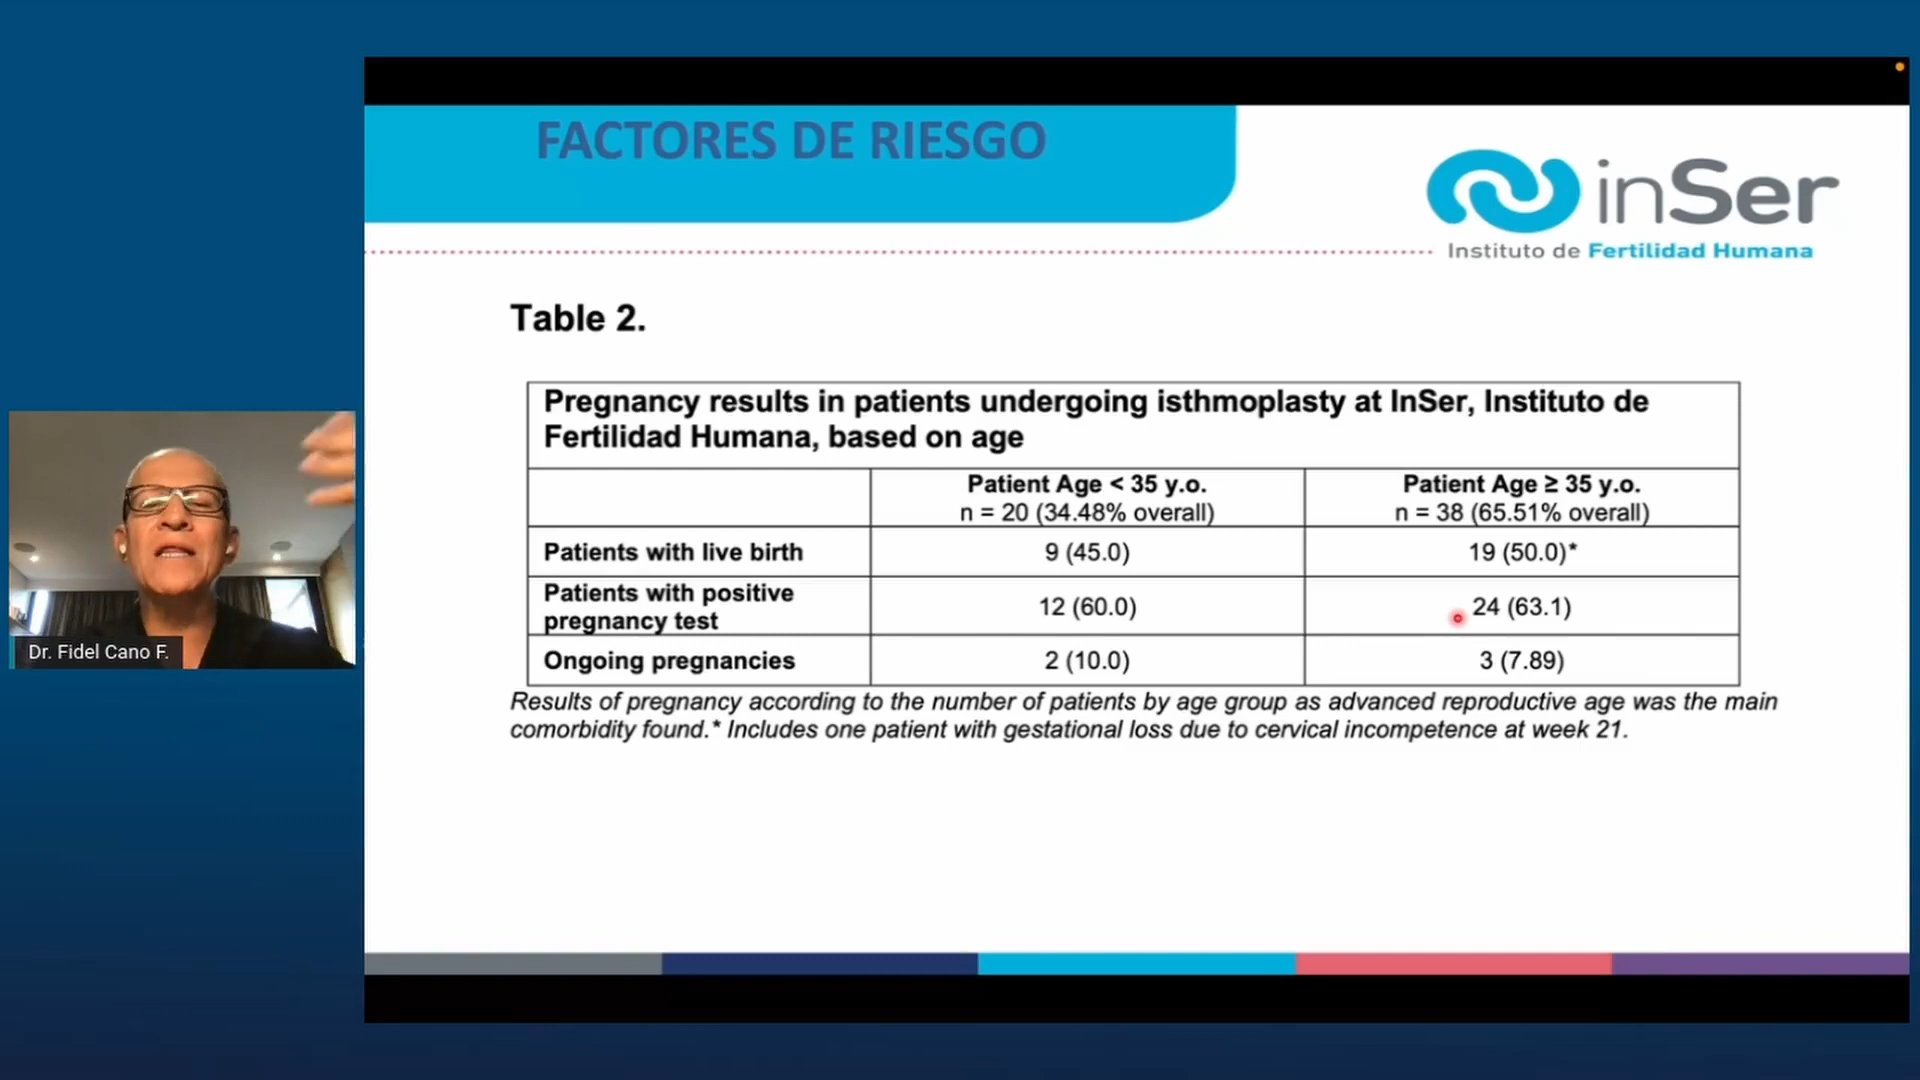 FACTORES DE RIESGO
inSer
Instituto de Fertilidad Humana
Table 2.
Pregnancy results in patients undergoing isthmoplasty at InSer, Instituto de
Fertilidad Humana, based on age
Patient Age < 35 y.o.
n = 20 (34.48% overall)
Patient Age ≥ 35 y.o.
n = 38 (65.51% overall)
Patients with live birth
9 (45.0)
19 (50.0)*
Patients with positive
pregnancy test
12 (60.0)
24 (63.1)
Ongoing pregnancies
2 (10.0)
3 (7.89)
Results of pregnancy according to the number of patients by age group as advanced reproductive age was the main
comorbidity found.* Includes one patient with gestational loss due to cervical incompetence at week 21.
Dr. Fidel Cano F.